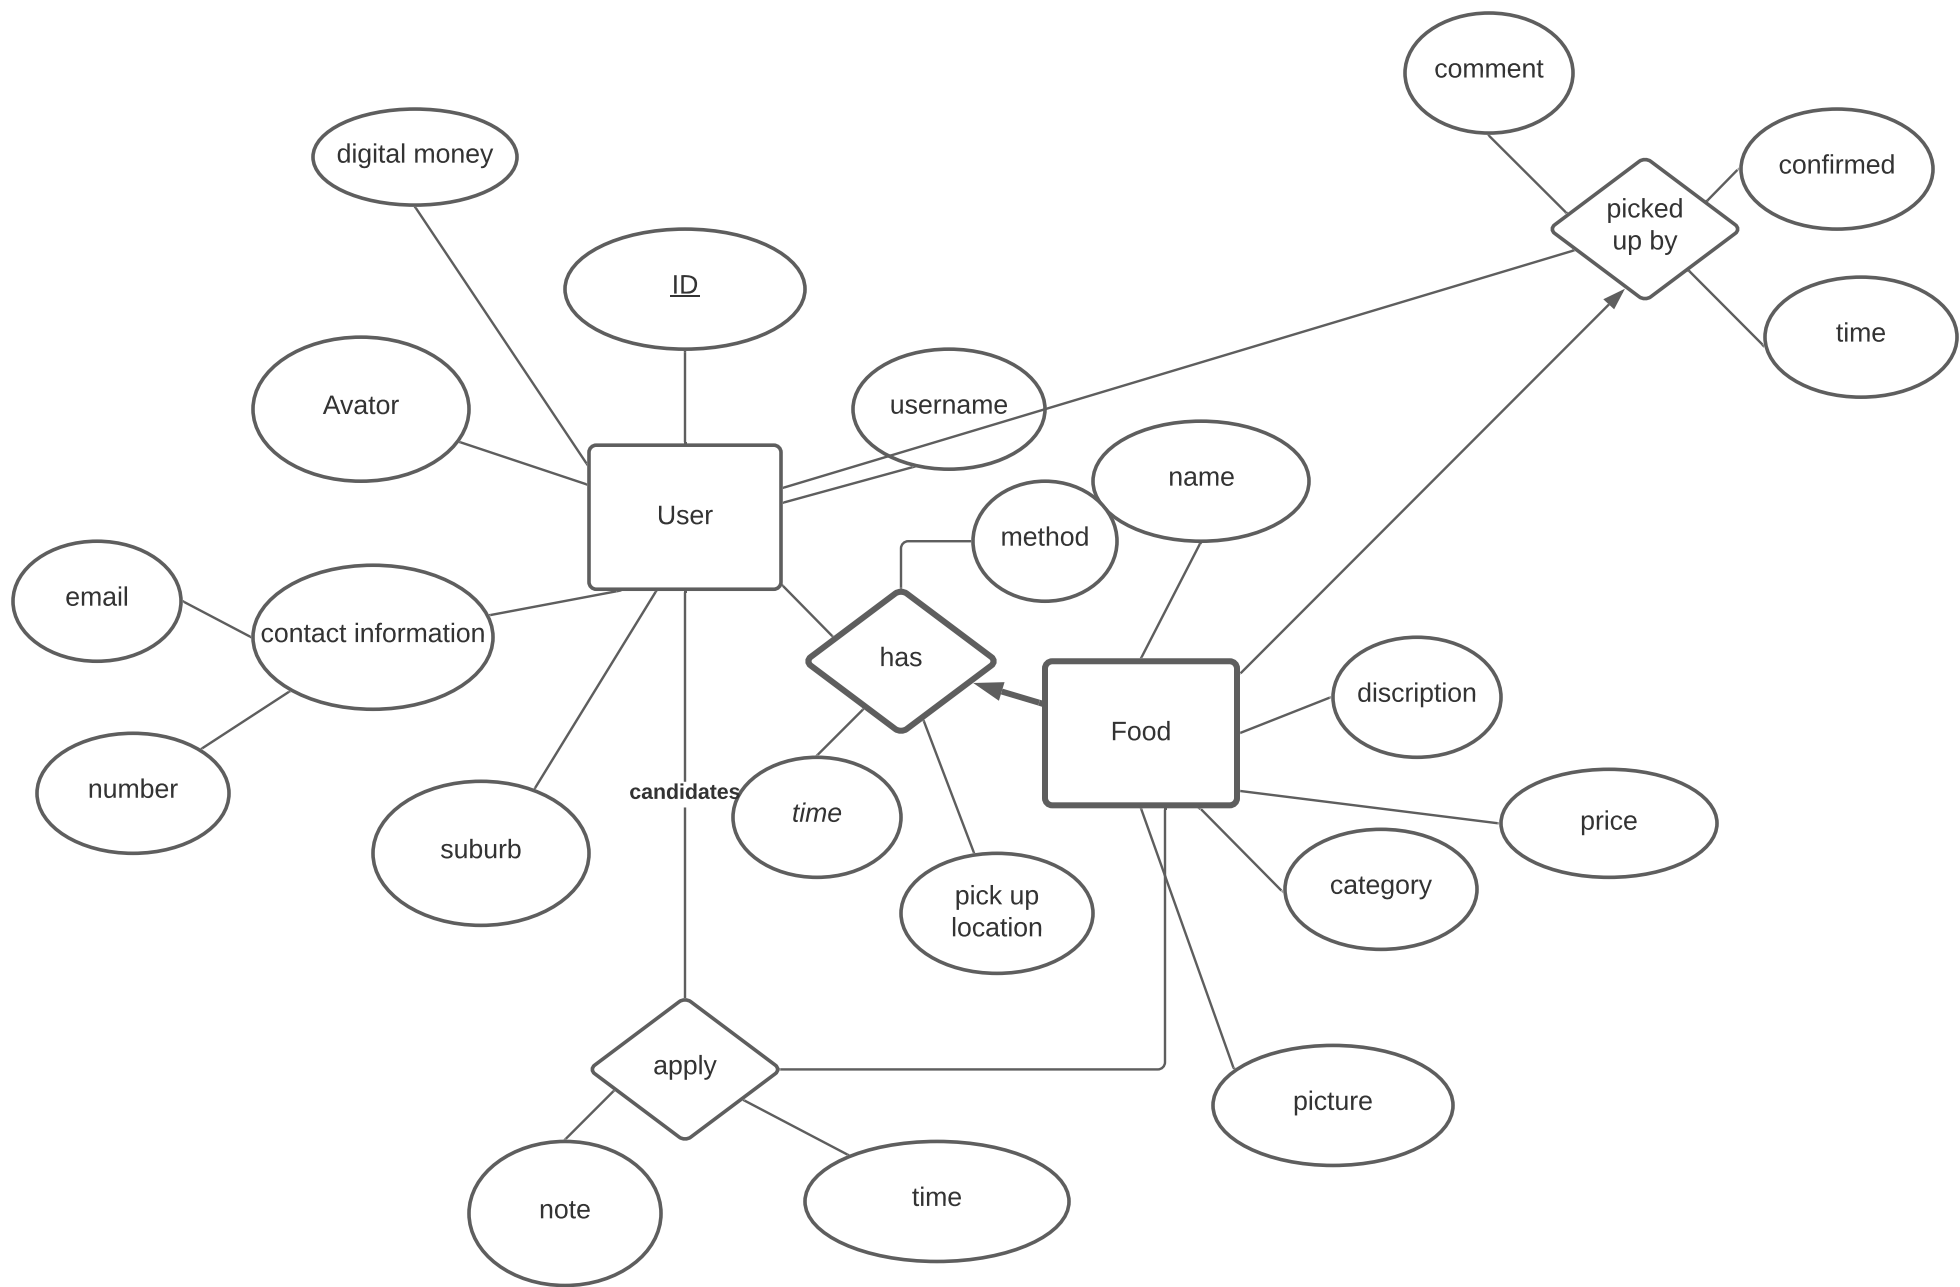 comment
digital money
confirmed
picked
up by
ID
time
Avator
username
name
User
method
email
contact information
has
discription
Food
number
candidates
time
price
suburb
category
pick up
location
apply
picture
note
time